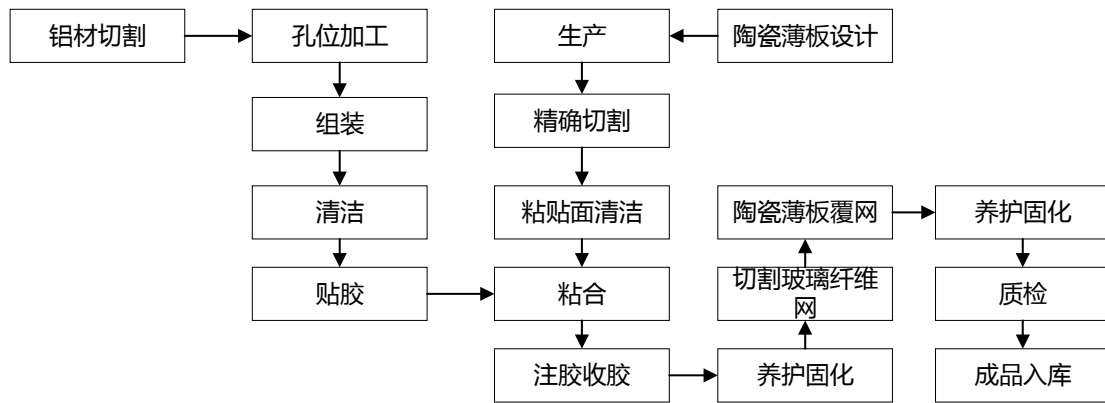 铝材切割
孔位加工
生产
陶瓷薄板设计
组装
精确切割
清洁
粘贴面清洁
陶瓷薄板覆网
养护固化
贴胶
粘合
切割玻璃纤维
网
质检
注胶收胶
养护固化
成品入库